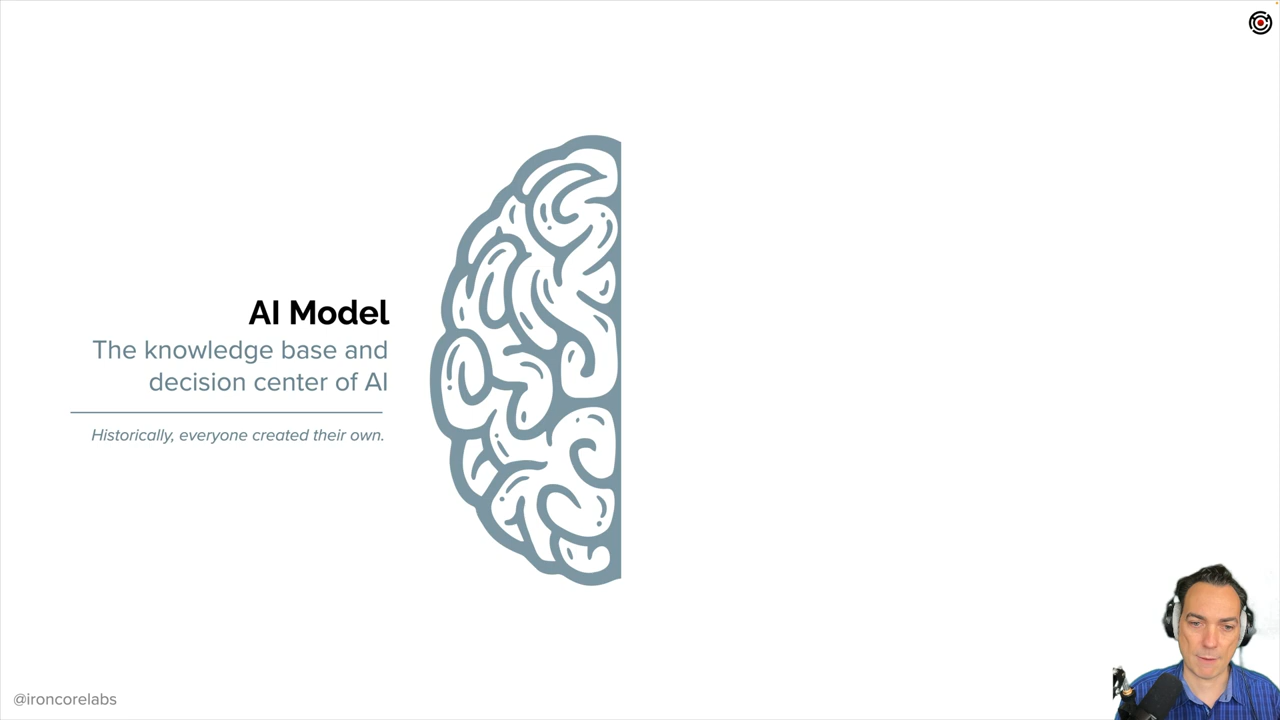 AI Model
The knowledge base and
decision center of AI
Historically, everyone created their own.
@ironcorelabs